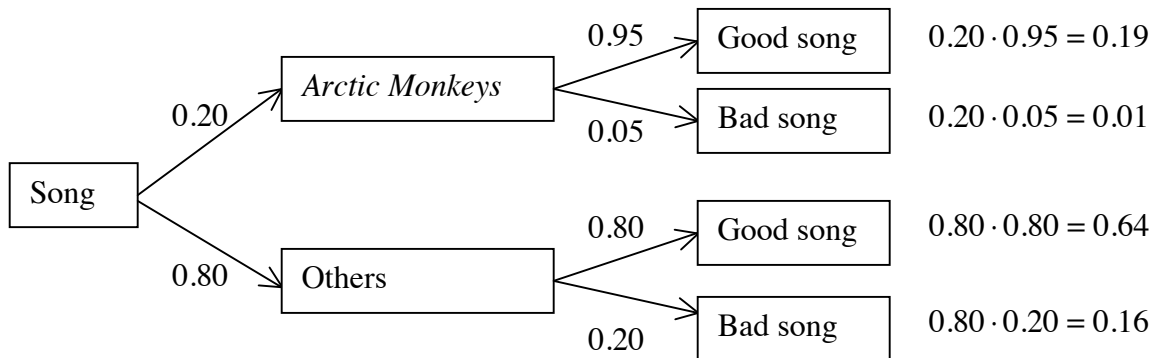 0.95 Good song 0.20 · 0.95 = 0.19
Arctic Monkeys
0.20
0.05 Bad song 0.20 · 0.05 = 0.01
Song
0.80 Good song 0.80 · 0.80 = 0.64
0.80 Others
0.20 Bad song 0.80 · 0.20 = 0.16